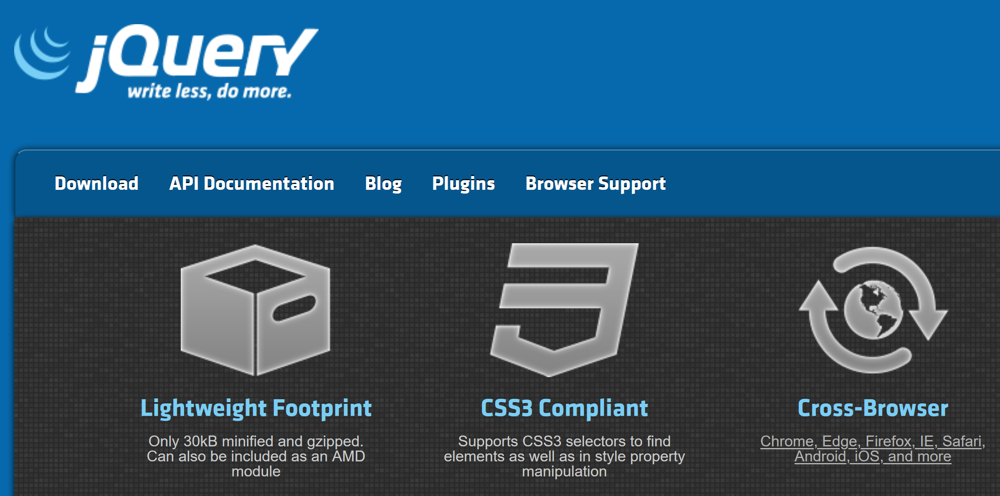 jQuery
write less, do more.
Download API Documentation Blog Plugins Browser Support
Lightweight Footprint
Only 30kB minified and gzipped.
Can also be included as an AMD
module
CSS3 Compliant
Supports CSS3 selectors to find
elements as well as in style property
manipulation
Cross-Browser
Chrome, Edge, Firefox, IE, Safari,
Android, iOS, and more